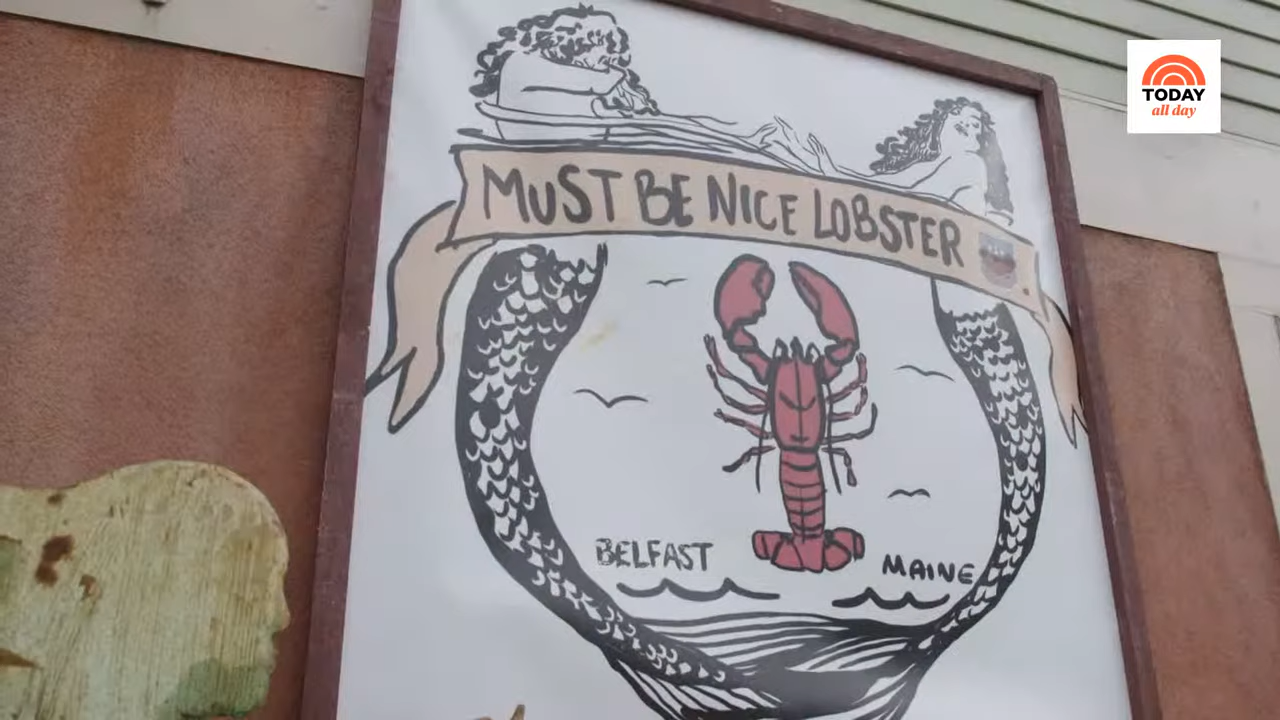 TODAY
all day
MUST BE NICE LOBSTER
BELFAST
MAINE